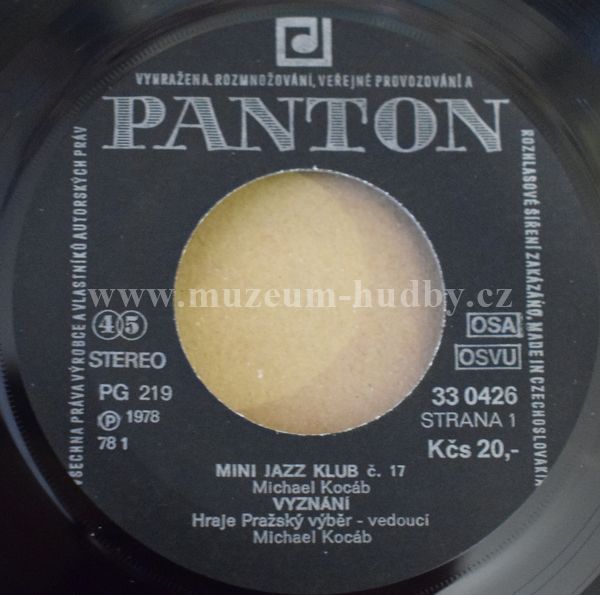 VYHRAŽENA. ROZMNOŽOVÁNÍ, VEŘEJNÉ PROVOZOVÁNÍ A
PANTON
VŠECHNA PRÁVA VÝROBCE A VLASTNÍKŮ AUTORSKÝCH PRÁV
ROZHLASOVÉ ŠÍŘENÍ ZAKÁZÁNO. MADE IN CZECHOSLOVAKIA
www.muzeum-hudby.cz
45
STEREO
PG 219
Ⓟ 1978
78 1
OSA
OSVU
33 0426
STRANA 1
Kčs 20,-
MINI JAZZ KLUB č. 17
Michael Kocáb
VYZNÁNÍ
Hraje Pražský výběr - vedoucí
Michael Kocáb